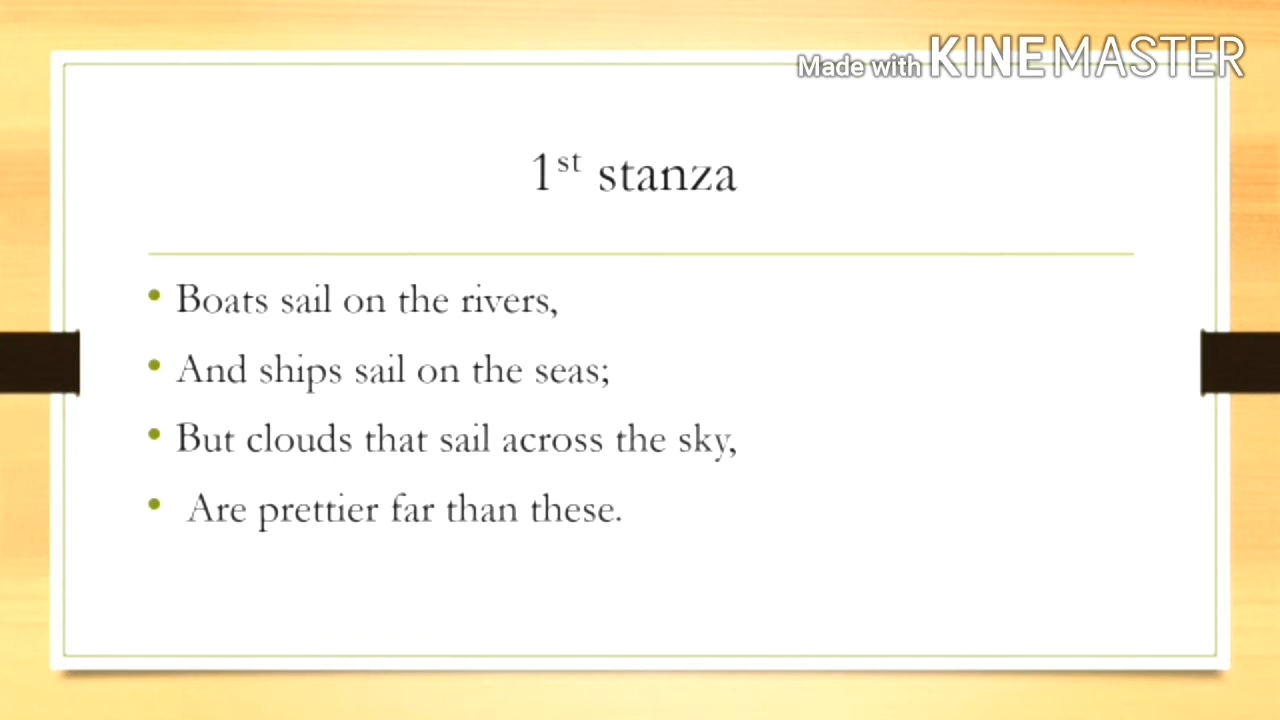 Made with KINEMASTER
1st stanza
• Boats sail on the rivers,
• And ships sail on the seas;
• But clouds that sail across the sky,
• Are prettier far than these.